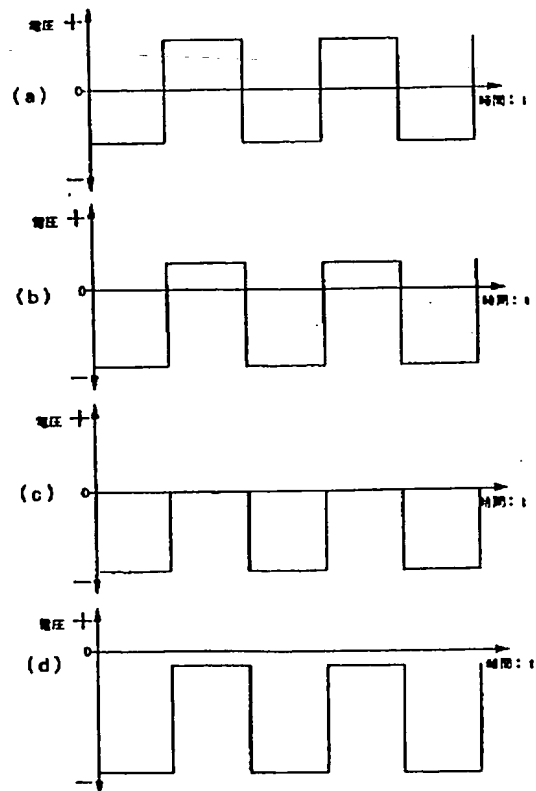 電圧 +
(a) 0 時間:t
−
電圧 +
(b) 0 時間:t
−
電圧 +
(c) 0 時間:t
−
電圧 +
(d) 0 時間:t
−